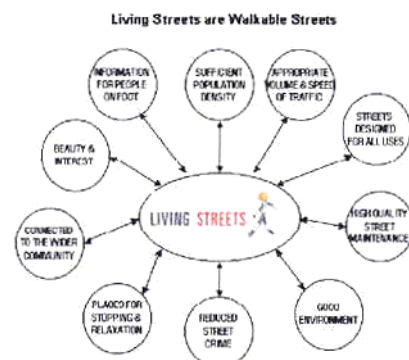 Living Streets are Walkable Streets
INFORMATION
FOR PEOPLE
ON FOOT
SUFFICIENT
POPULATION
DENSITY
APPROPRIATE
VOLUME & SPEED
OF TRAFFIC
STREETS
DESIGNED
FOR ALL USES
BEAUTY &
INTEREST
LIVING STREETS
HIGH QUALITY
STREET
MAINTENANCE
CONNECTED
TO THE WIDER
COMMUNITY
PLACED FOR
STOPPING &
RELAXATION
REDUCED
STREET
CRIME
GOOD
ENVIRONMENT